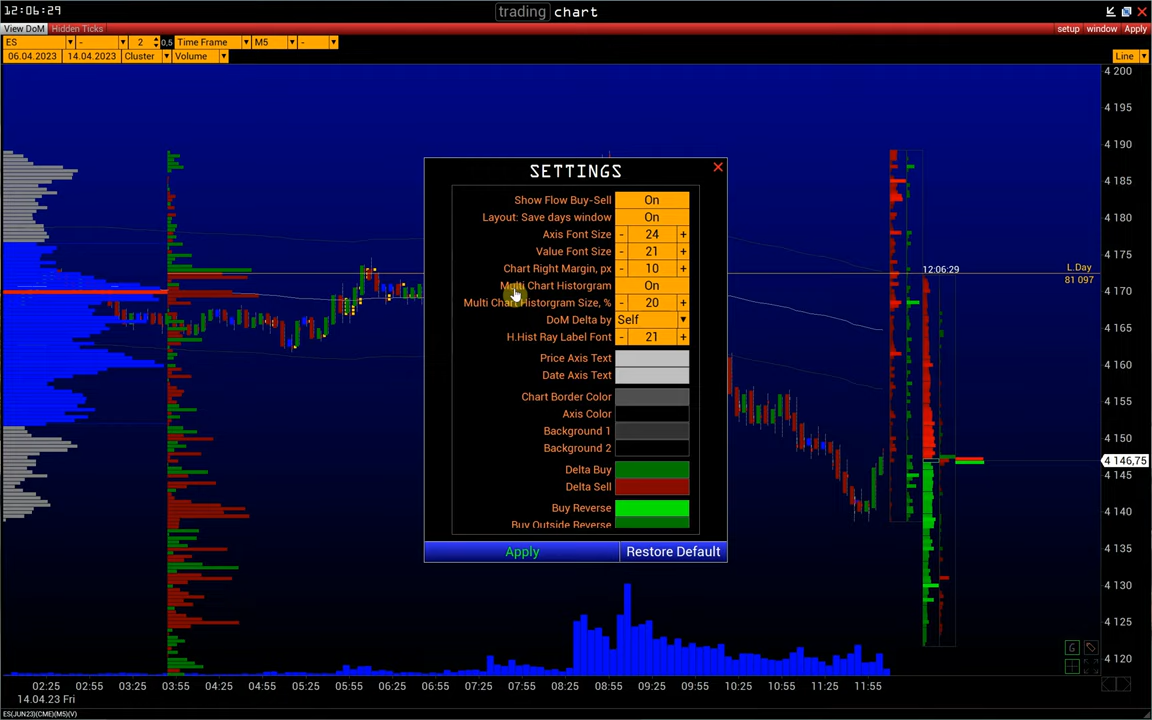 12:06:29
trading chart
View DoM Hidden Ticks
setup window Apply
ES - 2 0,5 Time Frame M5 -
06.04.2023 14.04.2023 Cluster Volume
Line
4 200
4 195
4 190
4 185
4 180
4 175
4 170
4 165
4 160
4 155
4 150
4 146,75
4 145
4 140
4 135
4 130
4 125
4 120
12:06:29
L.Day
81 097
SETTINGS
Show Flow Buy-Sell On
Layout: Save days window On
Axis Font Size - 24 +
Value Font Size - 21 +
Chart Right Margin, px - 10 +
Multi Chart Historgram On
Multi Chart Historgram Size, % - 20 +
DoM Delta by Self
H.Hist Ray Label Font - 21 +
Price Axis Text
Date Axis Text
Chart Border Color
Axis Color
Background 1
Background 2
Delta Buy
Delta Sell
Buy Reverse
Buy Outside Reverse
Apply Restore Default
G
02:25 02:55 03:25 03:55 04:25 04:55 05:25 05:55 06:25 06:55 07:25 07:55 08:25 08:55 09:25 09:55 10:25 10:55 11:25 11:55
14.04.23 Fri
ES(JUN23)(CME)(M5)(V)